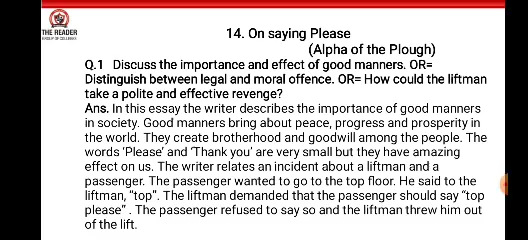 THE READER
GROUP OF COLLEGES
14. On saying Please
(Alpha of the Plough)
Q.1 Discuss the importance and effect of good manners. OR=
Distinguish between legal and moral offence. OR= How could the liftman
take a polite and effective revenge?
Ans. In this essay the writer describes the importance of good manners
in society. Good manners bring about peace, progress and prosperity in
the world. They create brotherhood and goodwill among the people. The
words ‘Please’ and ‘Thank you’ are very small but they have amazing
effect on us. The writer relates an incident about a liftman and a
passenger. The passenger wanted to go to the top floor. He said to the
liftman, “top”. The liftman demanded that the passenger should say “top
please” . The passenger refused to say so and the liftman threw him out
of the lift.